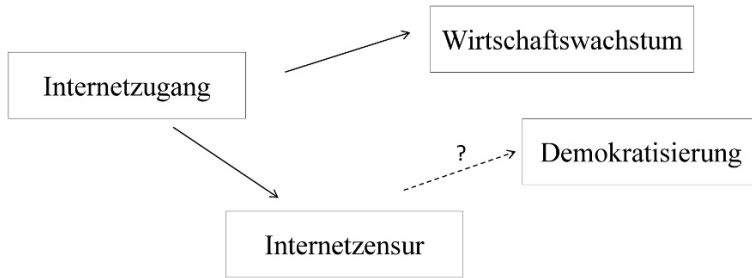 Wirtschaftswachstum
Internetzugang
?
Demokratisierung
Internetzensur